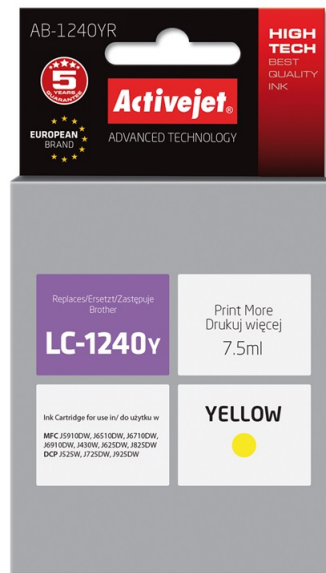 AB-1240YR
HIGH
TECH
BEST
QUALITY
INK
5
YEARS
GUARANTEE
Activejet®
EUROPEAN
BRAND
ADVANCED TECHNOLOGY
Replaces/Ersetzt/Zastępuje
Brother
LC-1240Y
Print More
Drukuj więcej
7.5ml
Ink Cartridge for use in/ do użytku w
MFC J5910DW, J6510DW, J6710DW,
J6910DW, J430W, J625DW, J825DW
DCP J525W, J725DW, J925DW
YELLOW